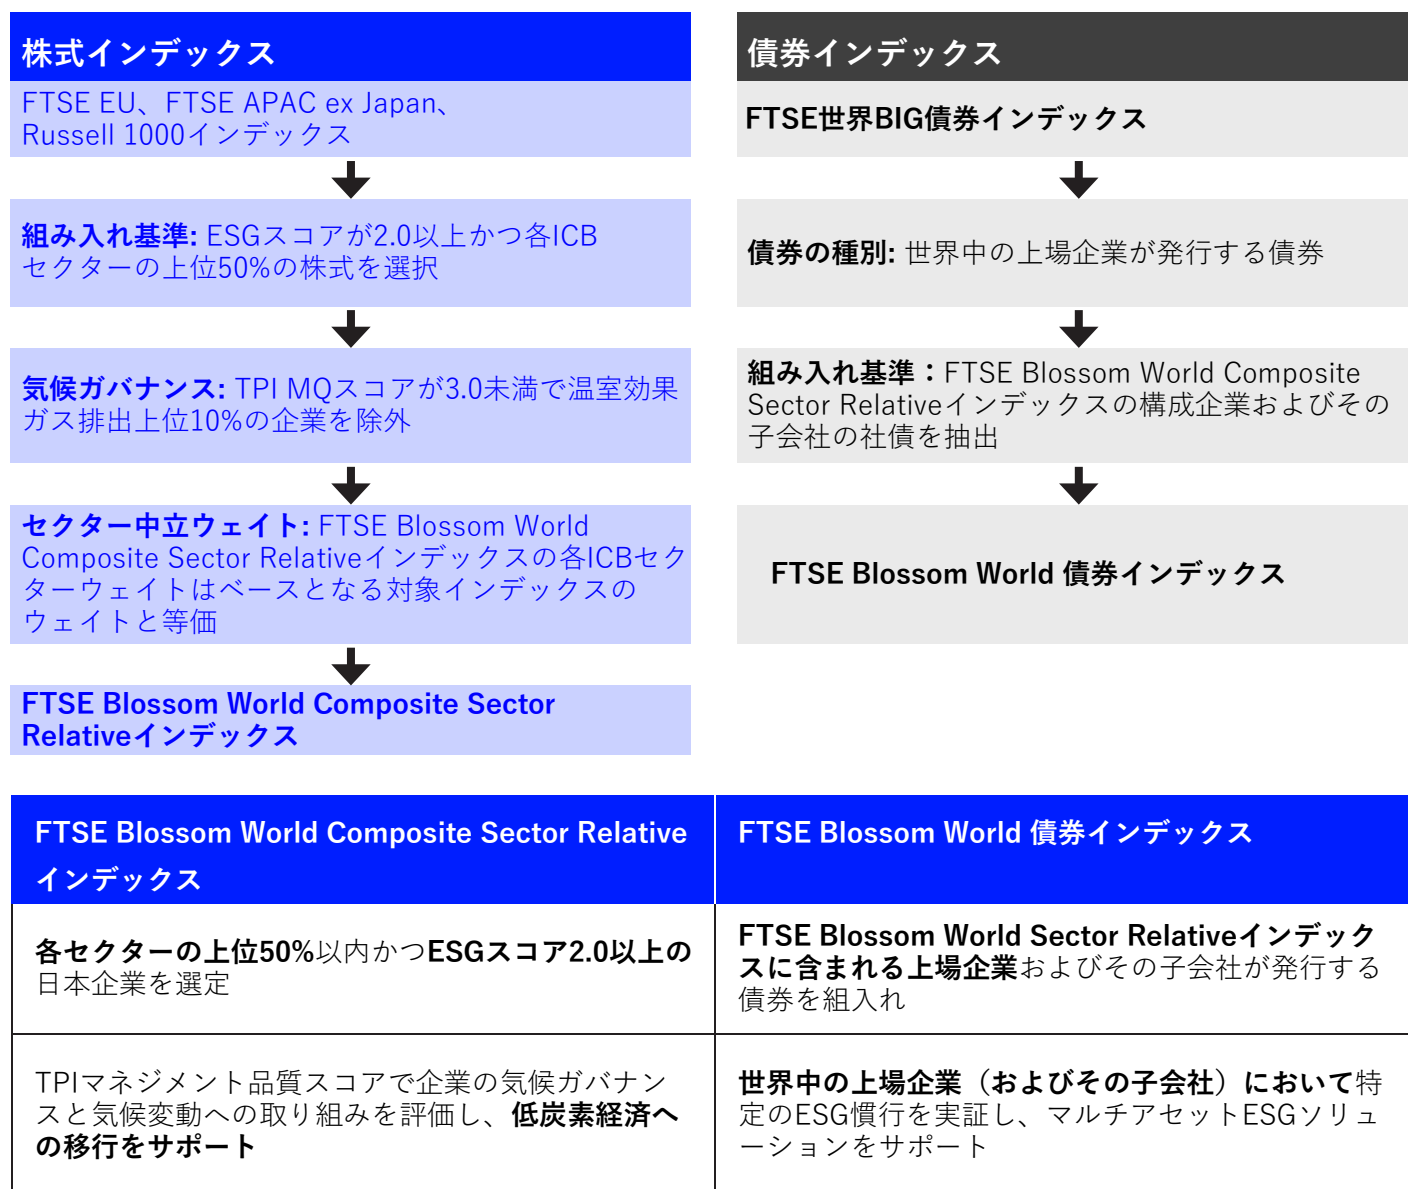 株式インデックス
FTSE EU、FTSE APAC ex Japan、
Russell 1000インデックス
組み入れ基準: ESGスコアが2.0以上かつ各ICB
セクターの上位50%の株式を選択
気候ガバナンス: TPI MQスコアが3.0未満で温室効果
ガス排出上位10%の企業を除外
セクター中立ウェイト: FTSE Blossom World
Composite Sector Relativeインデックスの各ICBセク
ターウェイトはベースとなる対象インデックスの
ウェイトと等価
FTSE Blossom World Composite Sector
Relativeインデックス
債券インデックス
FTSE世界BIG債券インデックス
債券の種別: 世界中の上場企業が発行する債券
組み入れ基準：FTSE Blossom World Composite
Sector Relativeインデックスの構成企業およびその
子会社の社債を抽出
FTSE Blossom World 債券インデックス
FTSE Blossom World Composite Sector Relative
インデックス
FTSE Blossom World 債券インデックス
各セクターの上位50%以内かつESGスコア2.0以上の
日本企業を選定
FTSE Blossom World Sector Relativeインデック
スに含まれる上場企業およびその子会社が発行する
債券を組入れ
TPIマネジメント品質スコアで企業の気候ガバナン
スと気候変動への取り組みを評価し、低炭素経済へ
の移行をサポート
世界中の上場企業（およびその子会社）において特
定のESG慣行を実証し、マルチアセットESGソリュ
ーションをサポート